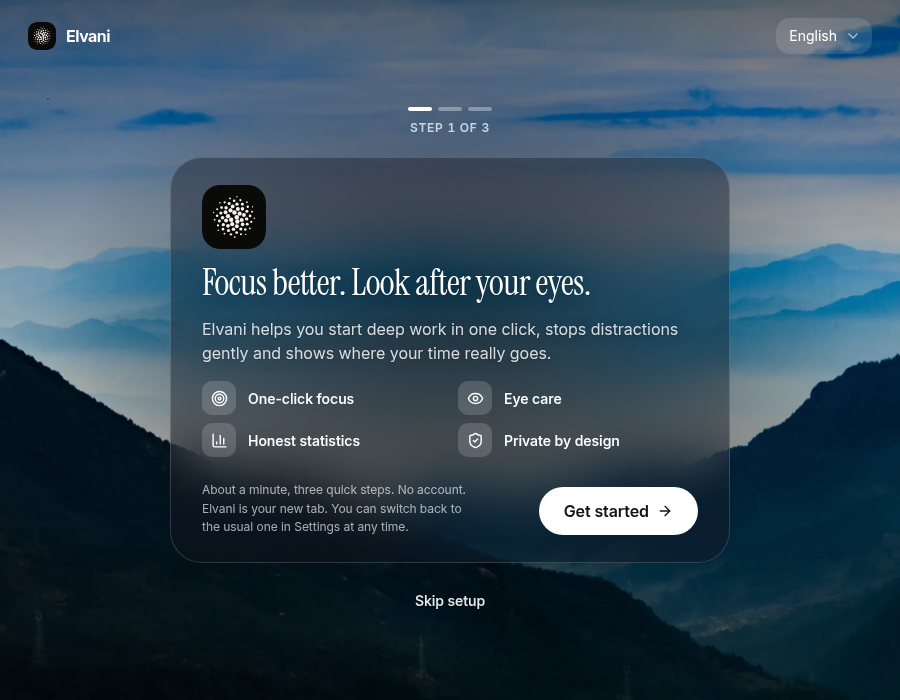 Elvani
English
STEP 1 OF 3
Focus better. Look after your eyes.
Elvani helps you start deep work in one click, stops distractions
gently and shows where your time really goes.
One-click focus
Eye care
Honest statistics
Private by design
About a minute, three quick steps. No account.
Elvani is your new tab. You can switch back to
the usual one in Settings at any time.
Get started
Skip setup